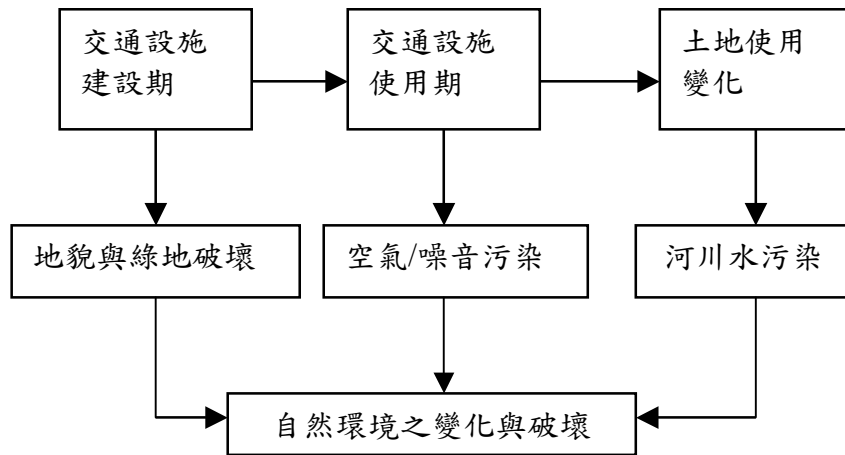 交通設施
建設期
交通設施
使用期
土地使用
變化
地貌與綠地破壞
空氣/噪音污染
河川水污染
自然環境之變化與破壞